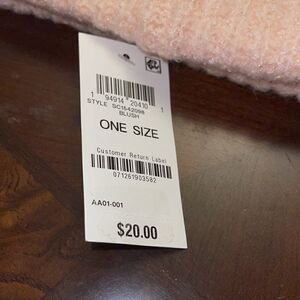 1 94914 20410 1
STYLE SC1642098
BLUSH
ONE SIZE
Customer Return Label
071261903582
AA01-001
$20.00